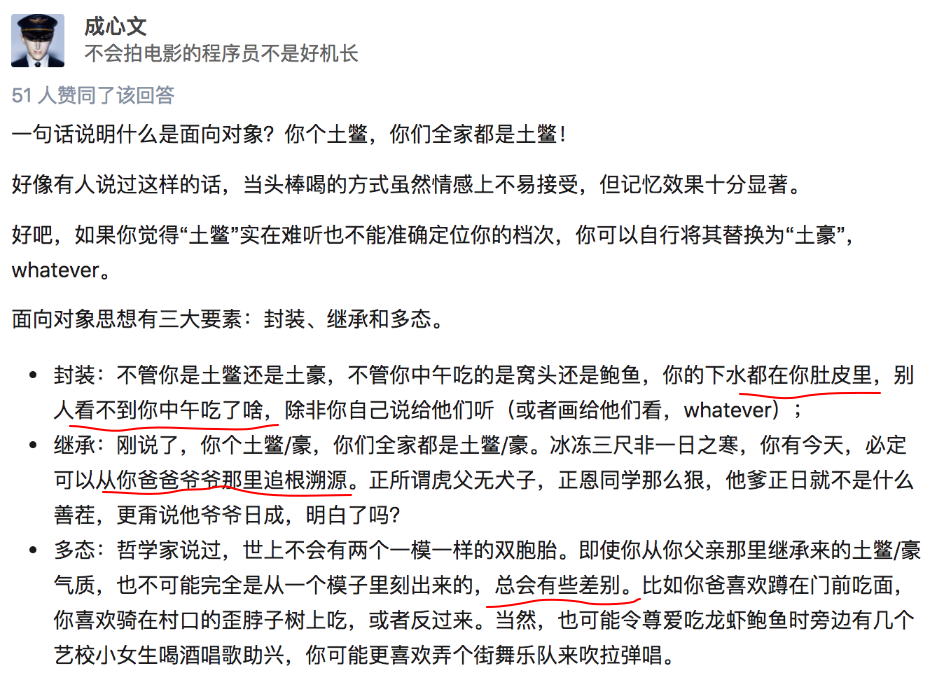 成心文
不会拍电影的程序员不是好机长
51 人赞同了该回答
一句话说明什么是面向对象？你个土鳖，你们全家都是土鳖！
好像有人说过这样的话，当头棒喝的方式虽然情感上不易接受，但记忆效果十分显著。
好吧，如果你觉得“土鳖”实在难听也不能准确定位你的档次，你可以自行将其替换为“土豪”，
whatever。
面向对象思想有三大要素：封装、继承和多态。
• 封装：不管你是土鳖还是土豪，不管你中午吃的是窝头还是鲍鱼，你的下水都在你肚皮里，别
人看不到你中午吃了啥，除非你自己说给他们听（或者画给他们看，whatever）；
• 继承：刚说了，你个土鳖/豪，你们全家都是土鳖/豪。冰冻三尺非一日之寒，你有今天，必定
可以从你爸爸爷爷那里追根溯源。正所谓虎父无犬子，正恩同学那么狠，他爹正日就不是什么
善茬，更甭说他爷爷日成，明白了吗？
• 多态：哲学家说过，世上不会有两个一模一样的双胞胎。即使你从你父亲那里继承来的土鳖/豪
气质，也不可能完全是从一个模子里刻出来的，总会有些差别。比如你爸喜欢蹲在门前吃面，
你喜欢骑在村口的歪脖子树上吃，或者反过来。当然，也可能令尊爱吃龙虾鲍鱼时旁边有几个
艺校小女生喝酒唱歌助兴，你可能更喜欢弄个街舞乐队来吹拉弹唱。